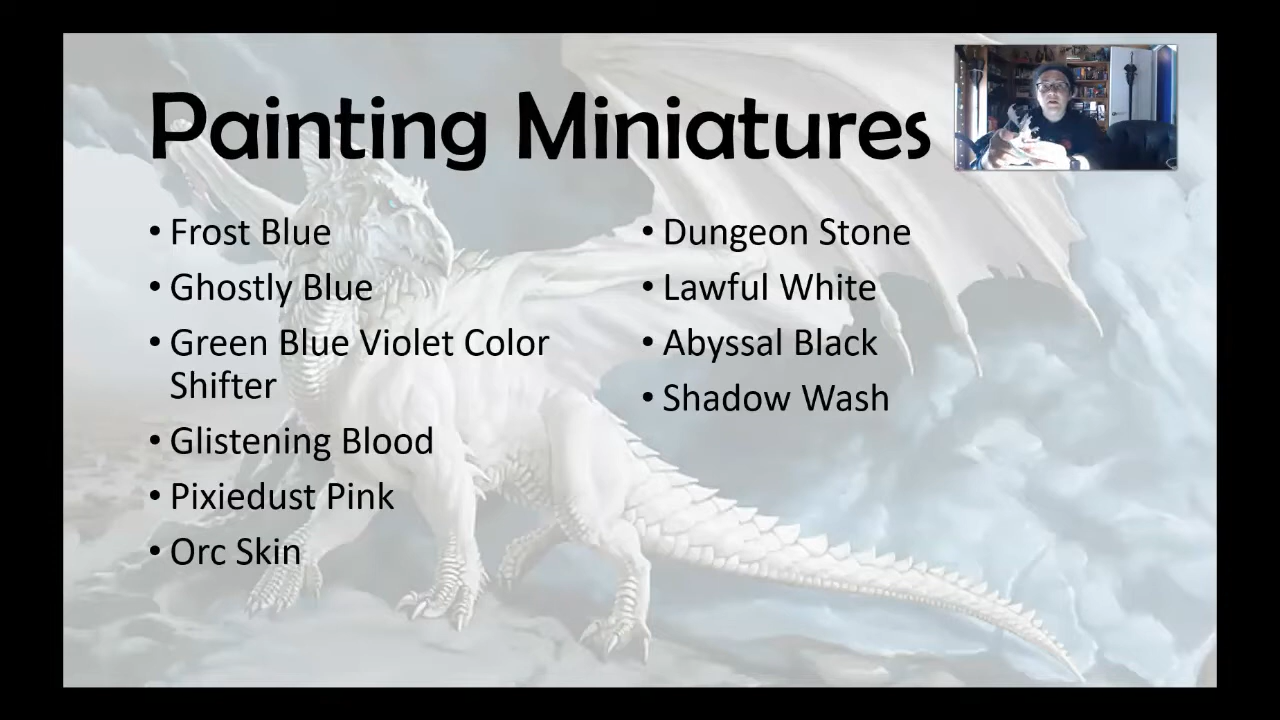 Painting Miniatures
• Frost Blue
• Ghostly Blue
• Green Blue Violet Color
Shifter
• Glistening Blood
• Pixiedust Pink
• Orc Skin
• Dungeon Stone
• Lawful White
• Abyssal Black
• Shadow Wash